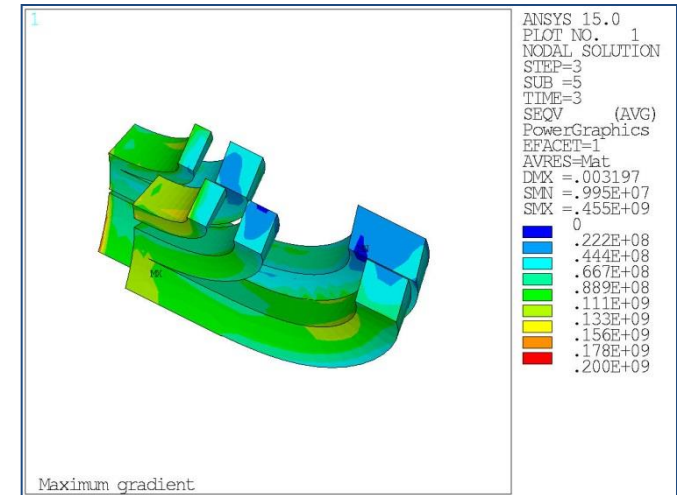 1
ANSYS 15.0
PLOT NO. 1
NODAL SOLUTION
STEP=3
SUB =5
TIME=3
SEQV (AVG)
PowerGraphics
EFACET=1
AVRES=Mat
DMX =.003197
SMN =.995E+07
SMX =.455E+09
0
.222E+08
.444E+08
.667E+08
.889E+08
.111E+09
.133E+09
.156E+09
.178E+09
.200E+09
MX
Maximum gradient